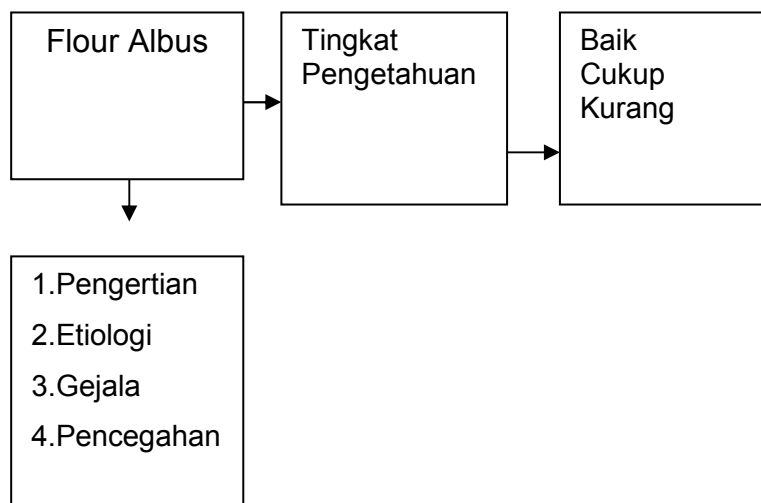 Flour Albus
Tingkat
Pengetahuan
Baik
Cukup
Kurang
1.Pengertian
2.Etiologi
3.Gejala
4.Pencegahan